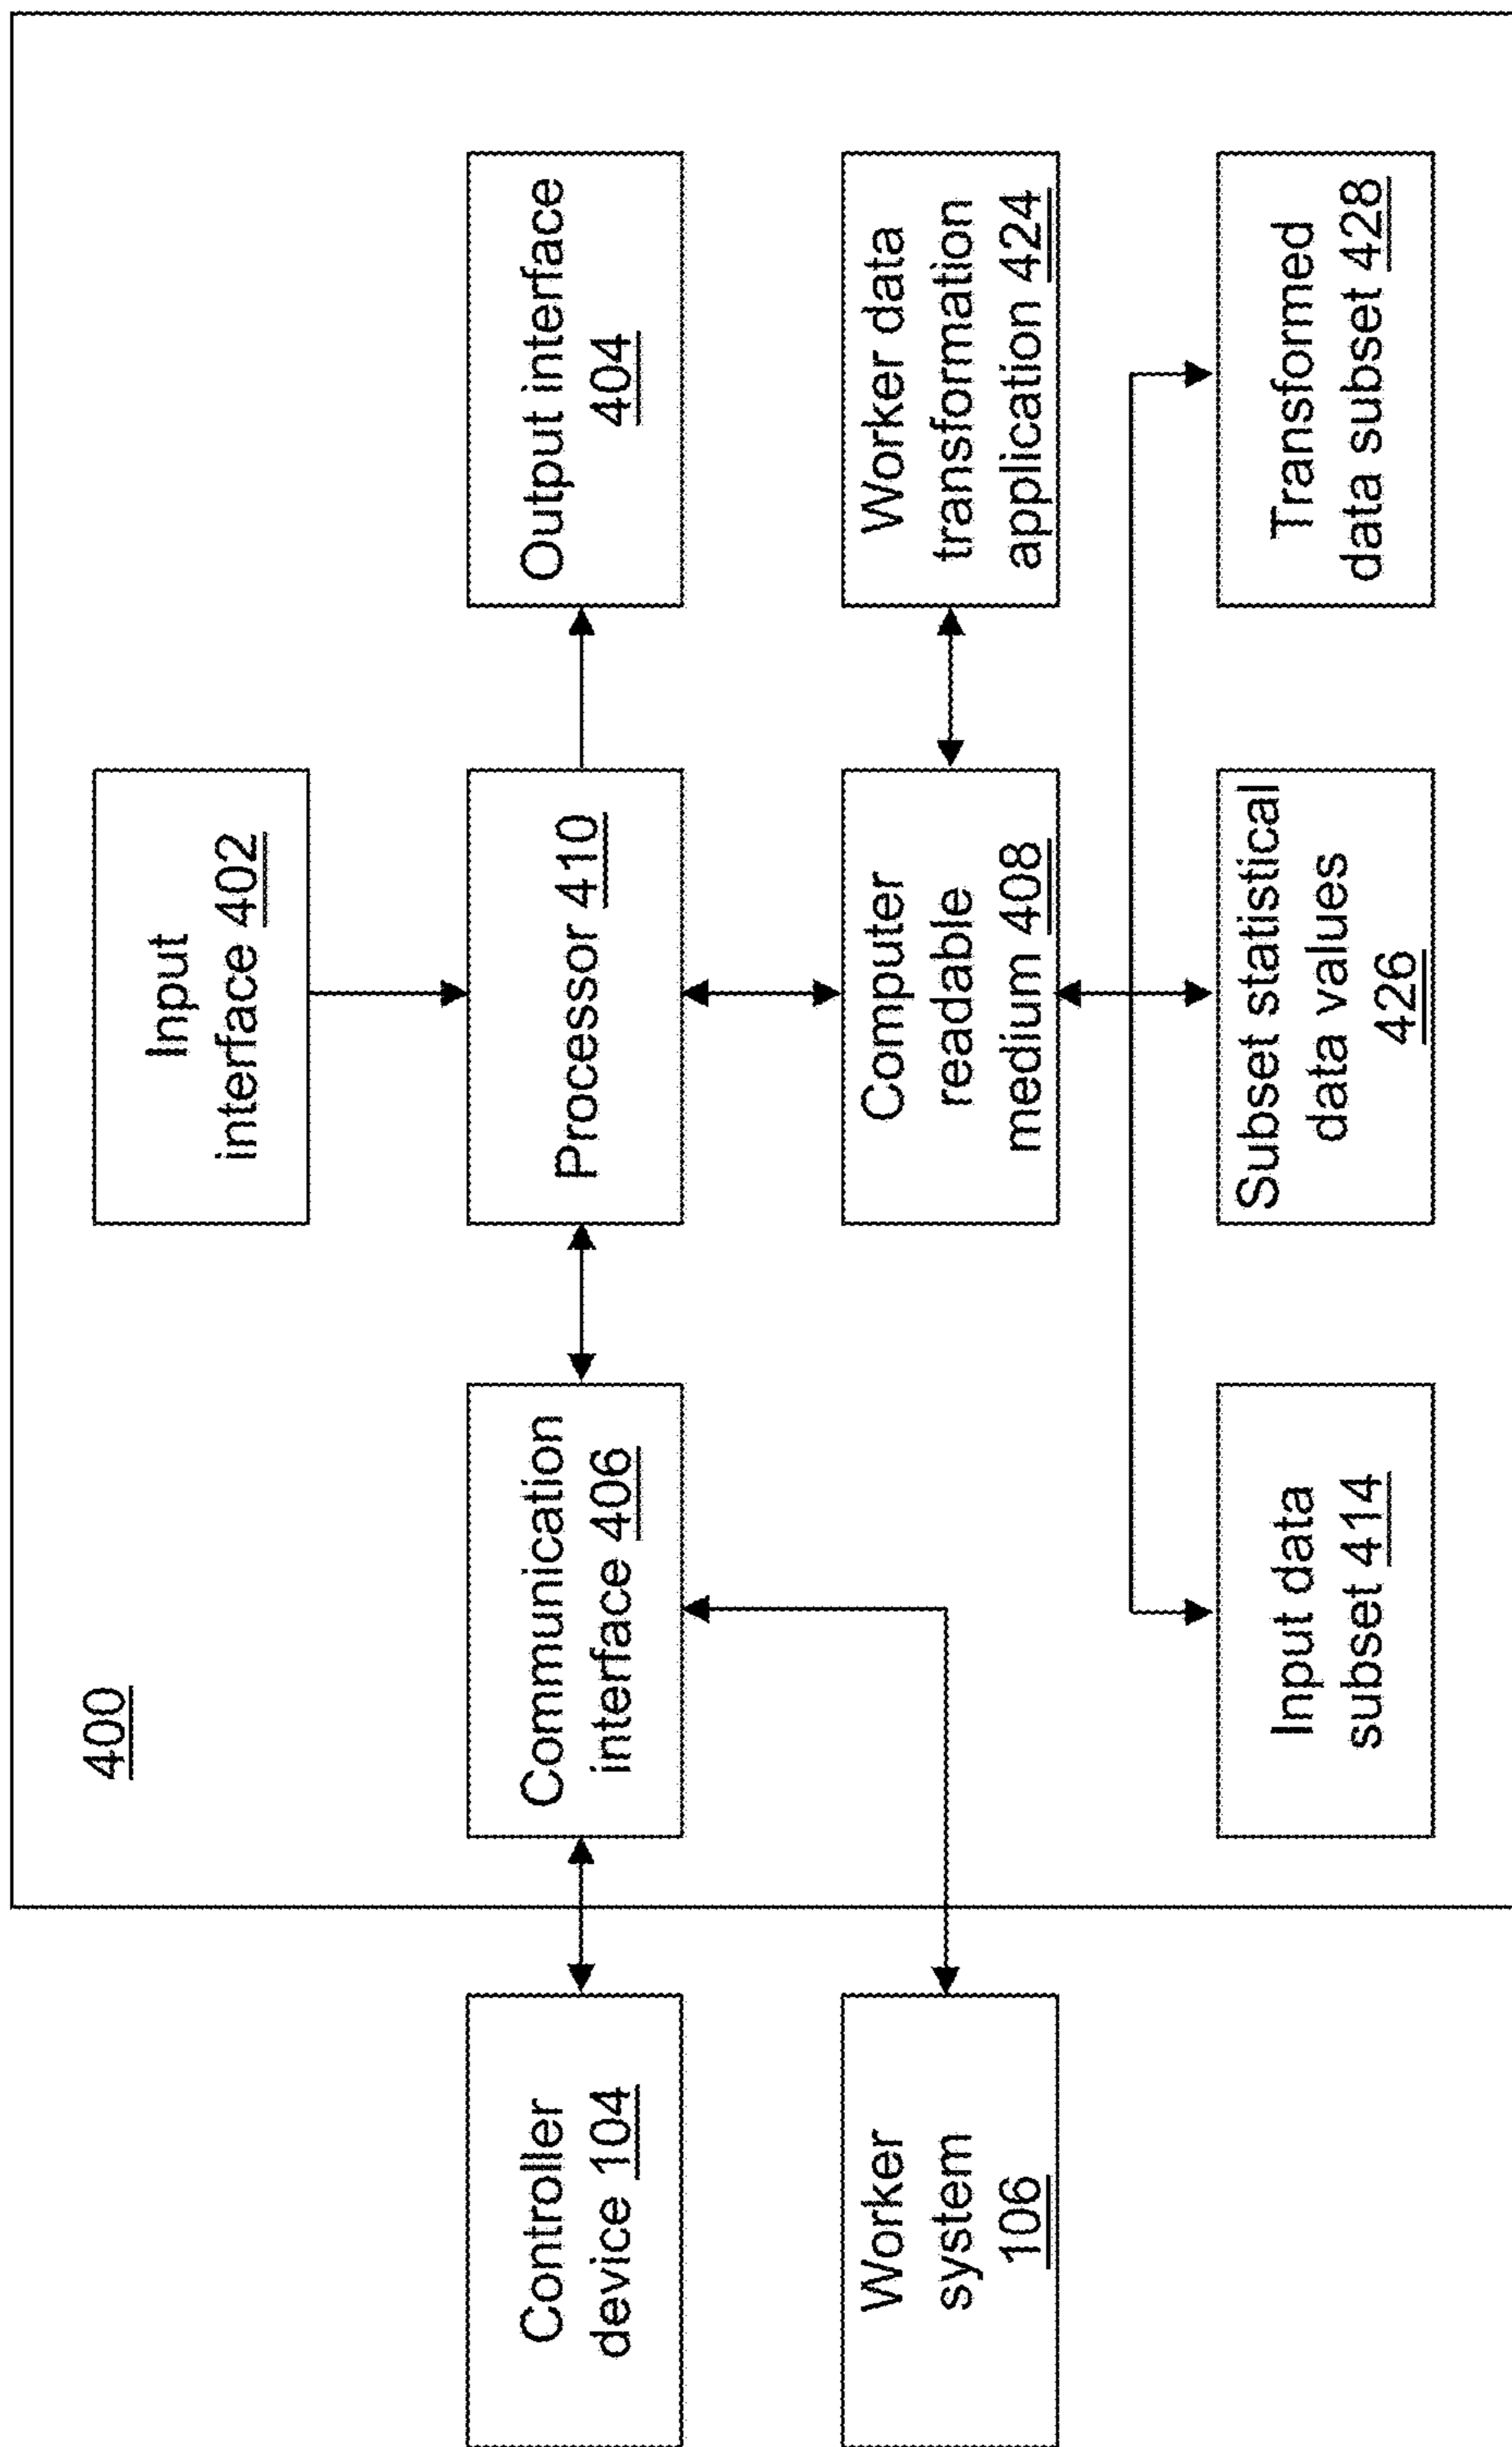 400
Input
interface 402
Controller
device 104
Communication
interface 406
Processor 410
Output interface
404
Worker
system
106
Computer
readable
medium 408
Worker data
transformation
application 424
Input data
subset 414
Subset statistical
data values
426
Transformed
data subset 428